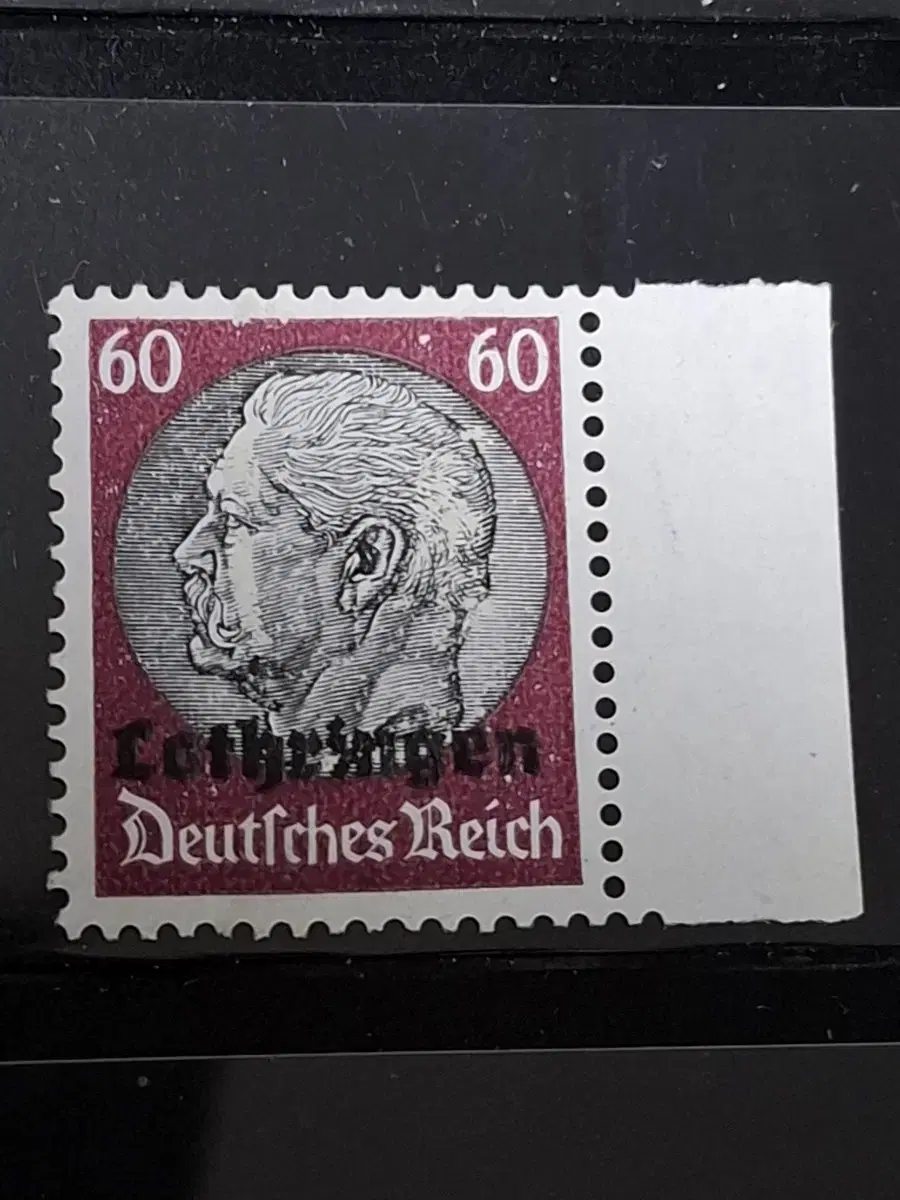 60 60
Lothringen
Deutſches Reich